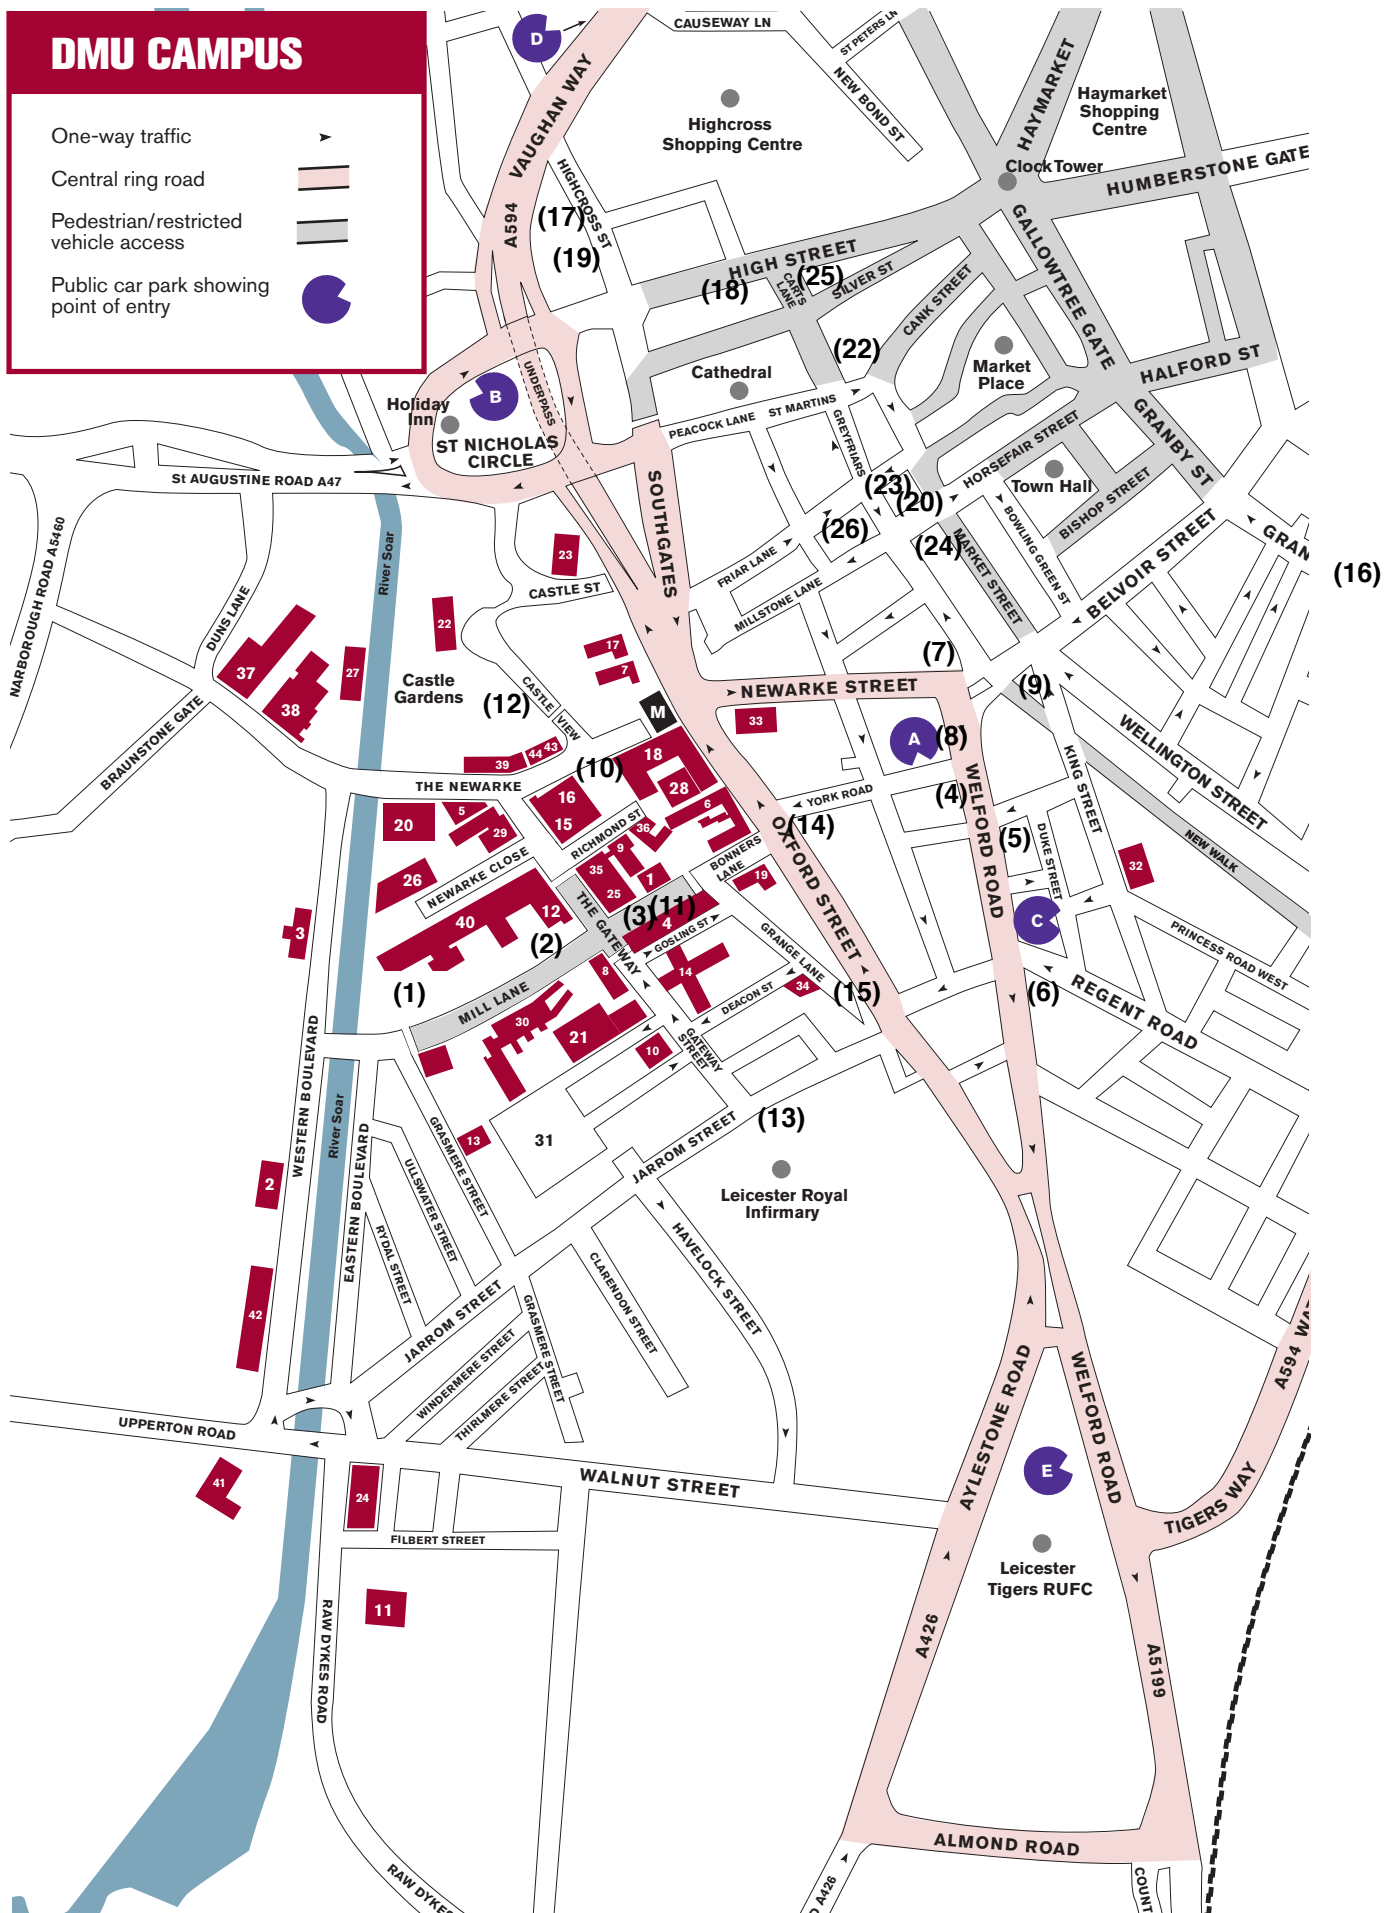 DMU CAMPUS
One-way traffic
Central ring road
Pedestrian/restricted
vehicle access
Public car park showing
point of entry
D
CAUSEWAY LN
ST PETERS LN
NEW BOND ST
VAUGHAN WAY
A594
HIGHCROSS ST
Highcross
Shopping Centre
HAYMARKET
Haymarket
Shopping
Centre
Clock Tower
HUMBERSTONE GATE
GALLOWTREE GATE
(17)
(19)
HIGH STREET
(18)
CARTS
LANE
(25)
SILVER ST
CANK STREET
(22)
Market
Place
HALFORD ST
Cathedral
PEACOCK LANE
ST MARTINS
GREYFRIARS
HORSEFAIR STREET
GRANBY ST
Town Hall
BISHOP STREET
BOWLING GREEN ST
MARKET STREET
BELVOIR STREET
GRAN
(16)
(23)
(20)
(24)
(26)
UNDERPASS
B
Holiday
Inn
ST NICHOLAS
CIRCLE
St AUGUSTINE ROAD A47
SOUTHGATES
FRIAR LANE
MILLSTONE LANE
NARBOROUGH ROAD A5460
River Soar
DUNS LANE
BRAUNSTONE GATE
23
CASTLE ST
22
17
7
37
38
27
Castle
Gardens
(12)
CASTLE
VIEW
M
NEWARKE STREET
33
(7)
(9)
A
(8)
WELLINGTON STREET
KING STREET
NEW WALK
39
44
43
THE NEWARKE
(10)
18
28
16
15
6
RICHMOND ST
36
20
5
29
26
NEWARKE CLOSE
9
35
25
1
BONNERS
LANE
19
YORK ROAD
(14)
(4)
(5)
DUKE STREET
32
OXFORD STREET
WELFORD ROAD
C
PRINCESS ROAD WEST
REGENT ROAD
(6)
40
12
(2)
THE GATEWAY
(3)
(11)
4
GOSLING ST
GRANGE LANE
14
34
(15)
DEACON ST
3
(1)
MILL LANE
8
30
21
10
GATEWAY
STREET
WESTERN BOULEVARD
River Soar
EASTERN BOULEVARD
GRASMERE STREET
13
31
JARROM STREET
(13)
Leicester Royal
Infirmary
2
ULLSWATER STREET
RYDAL STREET
42
JARROM STREET
HAVELOCK STREET
CLARENDON STREET
GRASMERE STREET
WINDERMERE STREET
THIRLMERE STREET
UPPERTON ROAD
41
24
WALNUT STREET
FILBERT STREET
11
RAW DYKES ROAD
RAW DYKES
AYLESTONE ROAD
WELFORD ROAD
A594 WA
TIGERS WAY
E
Leicester
Tigers RUFC
A426
A5199
ALMOND ROAD
A426
COUNT